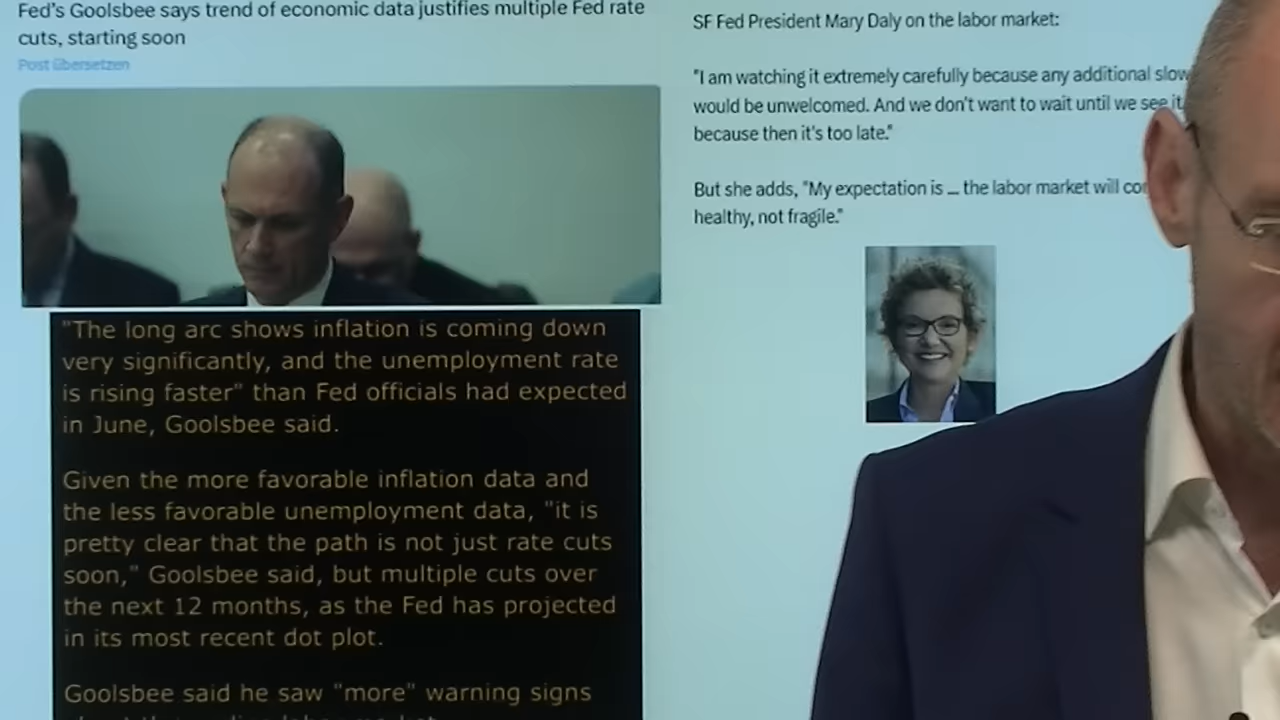 Fed's Goolsbee says trend of economic data justifies multiple Fed rate
cuts, starting soon
Post übersetzen
"The long arc shows inflation is coming down
very significantly, and the unemployment rate
is rising faster" than Fed officials had expected
in June, Goolsbee said.
Given the more favorable inflation data and
the less favorable unemployment data, "it is
pretty clear that the path is not just rate cuts
soon," Goolsbee said, but multiple cuts over
the next 12 months, as the Fed has projected
in its most recent dot plot.
Goolsbee said he saw "more" warning signs
SF Fed President Mary Daly on the labor market:
"I am watching it extremely carefully because any additional slow
would be unwelcomed. And we don't want to wait until we see it,
because then it's too late."
But she adds, "My expectation is ... the labor market will
healthy, not fragile."